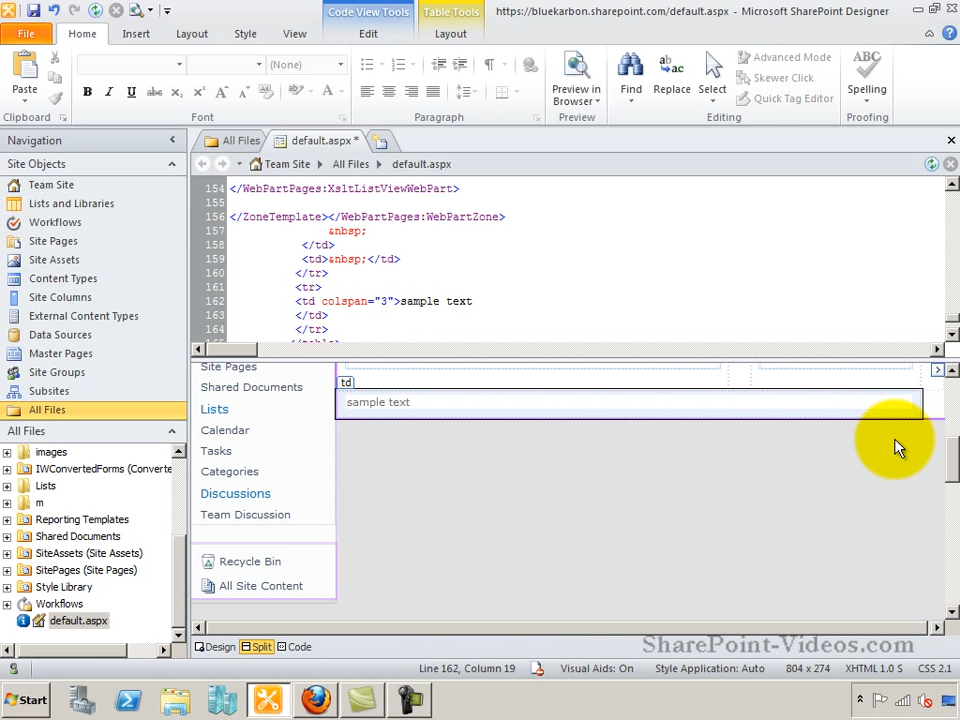 Code View Tools
Table Tools
https://bluekarbon.sharepoint.com/default.aspx - Microsoft SharePoint Designer
File
Home
Insert
Layout
Style
View
Edit
Layout
Paste
Clipboard
(None)
B I U abc
Font
Paragraph
Preview in Browser
Preview
Find
Replace
Select
Advanced Mode
Skewer Click
Quick Tag Editor
Editing
ABC
Spelling
Proofing
Navigation
All Files
default.aspx *
Site Objects
Team Site
All Files
default.aspx
Team Site
Lists and Libraries
Workflows
Site Pages
Site Assets
Content Types
Site Columns
External Content Types
Data Sources
Master Pages
Site Groups
Subsites
All Files
154 </WebPartPages:XsltListViewWebPart>
155
156 </ZoneTemplate></WebPartPages:WebPartZone>
157 &nbsp;
158 </td>
159 <td>&nbsp;</td>
160 </tr>
161 <tr>
162 <td colspan="3">sample text
163 </td>
164 </tr>
All Files
images
IWConvertedForms (Converte
Lists
m
Reporting Templates
Shared Documents
SiteAssets (Site Assets)
SitePages (Site Pages)
Style Library
Workflows
default.aspx
Site Pages
Shared Documents
Lists
Calendar
Tasks
Categories
Discussions
Team Discussion
Recycle Bin
All Site Content
td
sample text
Design
Split
Code
SharePoint-Videos.com
Line 162, Column 19
Visual Aids: On
Style Application: Auto
804 x 274
XHTML 1.0 S
CSS 2.1
Start